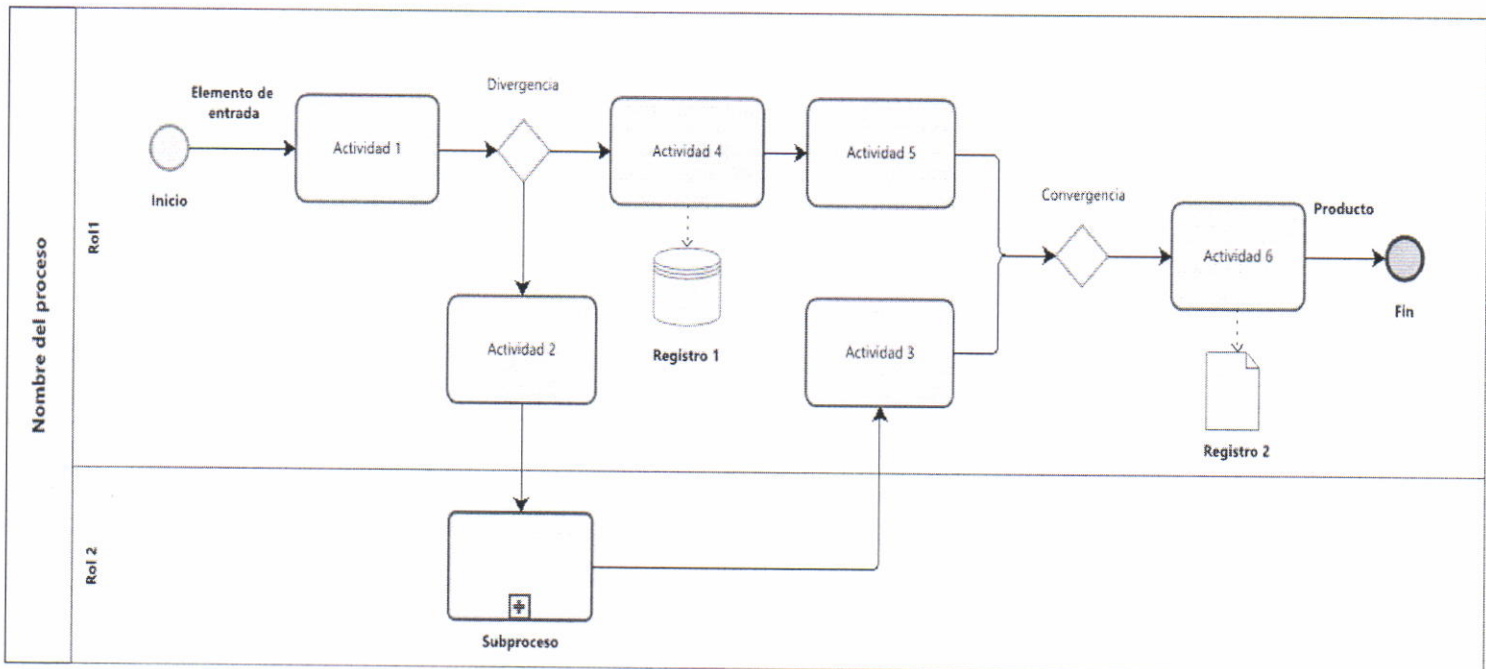 Nombre del proceso
Rol1
Elemento de
entrada
Inicio
Actividad 1
Divergencia
Actividad 4
Actividad 5
Registro 1
Actividad 2
Actividad 3
Convergencia
Actividad 6
Producto
Fin
Registro 2
Rol 2
Subproceso